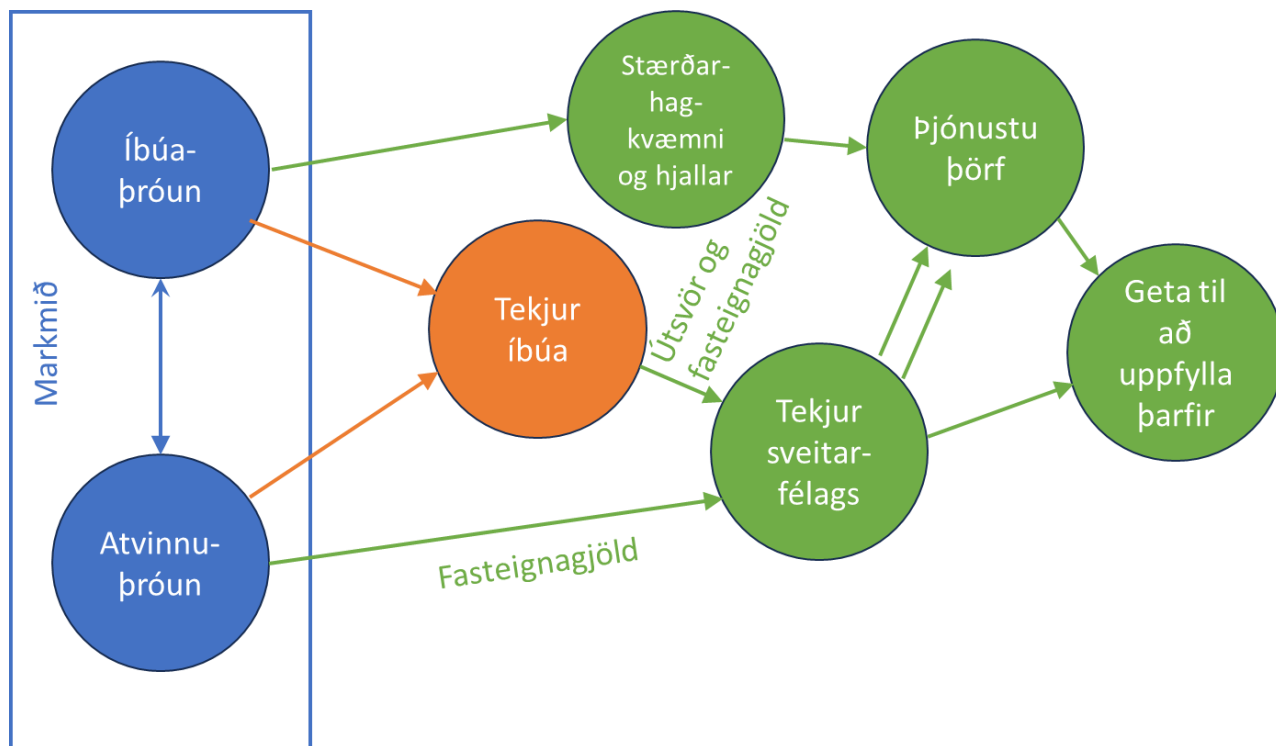 Markmið
Íbúa-
þróun
Atvinnu-
þróun
Tekjur
íbúa
Stærðar-
hag-
kvæmni
og hjallar
Þjónustu
þörf
Útsvör og
fasteignagjöld
Fasteignagjöld
Tekjur
sveitar-
félags
Geta til
að
uppfylla
þarfir